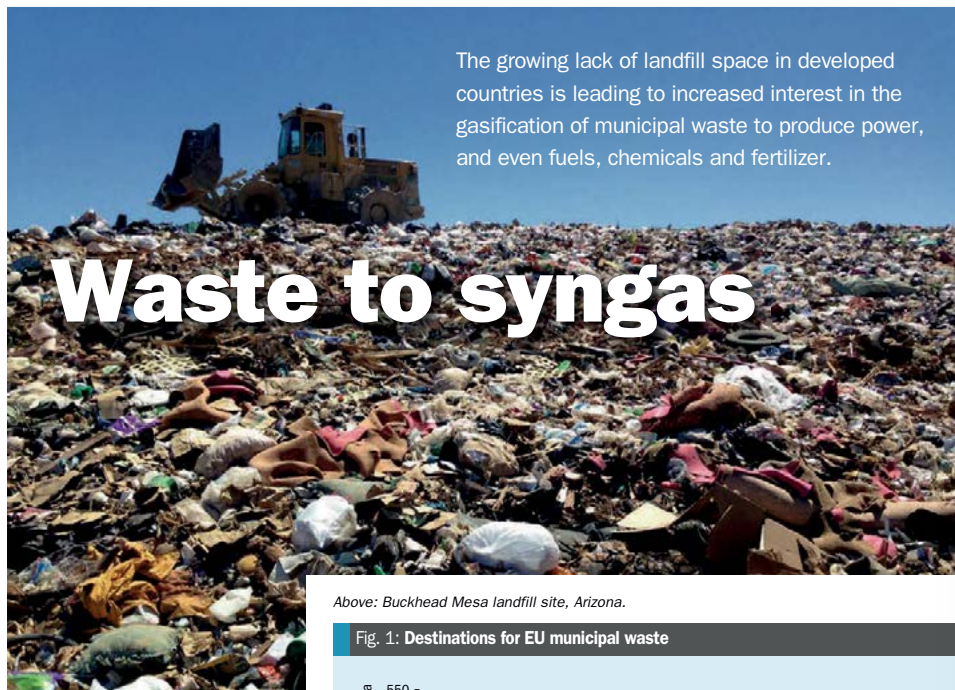 The growing lack of landfill space in developed
countries is leading to increased interest in the
gasification of municipal waste to produce power,
and even fuels, chemicals and fertilizer.
Waste to syngas
Above: Buckhead Mesa landfill site, Arizona.
Fig. 1: Destinations for EU municipal waste
550